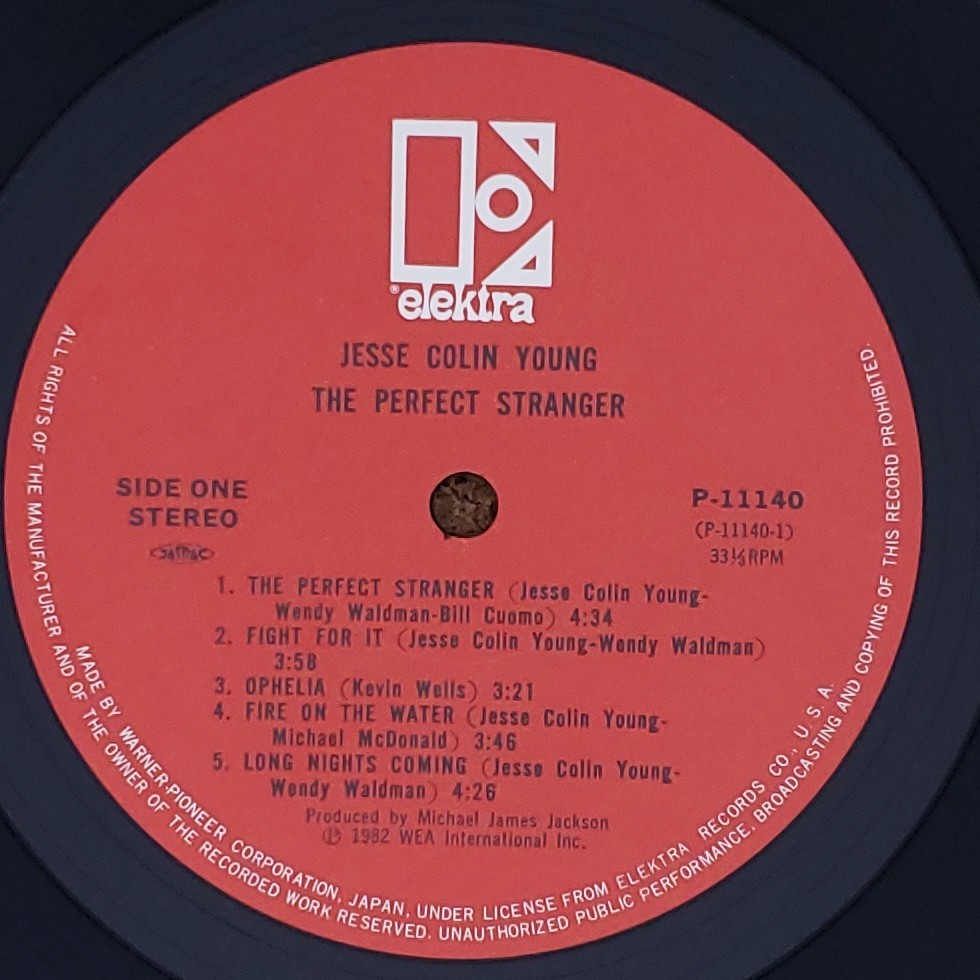 ®elektra
JESSE COLIN YOUNG
THE PERFECT STRANGER
SIDE ONE
STEREO
JASRAC
P-11140
(P-11140-1)
33⅓RPM
1. THE PERFECT STRANGER (Jesse Colin Young-
Wendy Waldman-Bill Cuomo) 4:34
2. FIGHT FOR IT (Jesse Colin Young-Wendy Waldman)
3:58
3. OPHELIA (Kevin Wells) 3:21
4. FIRE ON THE WATER (Jesse Colin Young-
Michael McDonald) 3:46
5. LONG NIGHTS COMING (Jesse Colin Young-
Wendy Waldman) 4:26
Produced by Michael James Jackson
℗ 1982 WEA International Inc.
MADE BY WARNER-PIONEER CORPORATION, JAPAN, UNDER LICENSE FROM ELEKTRA RECORDS CO., U. S. A.
ALL RIGHTS OF THE MANUFACTURER AND OF THE OWNER OF THE RECORDED WORK RESERVED. UNAUTHORIZED PUBLIC PERFORMANCE, BROADCASTING AND COPYING OF THIS RECORD PROHIBITED.